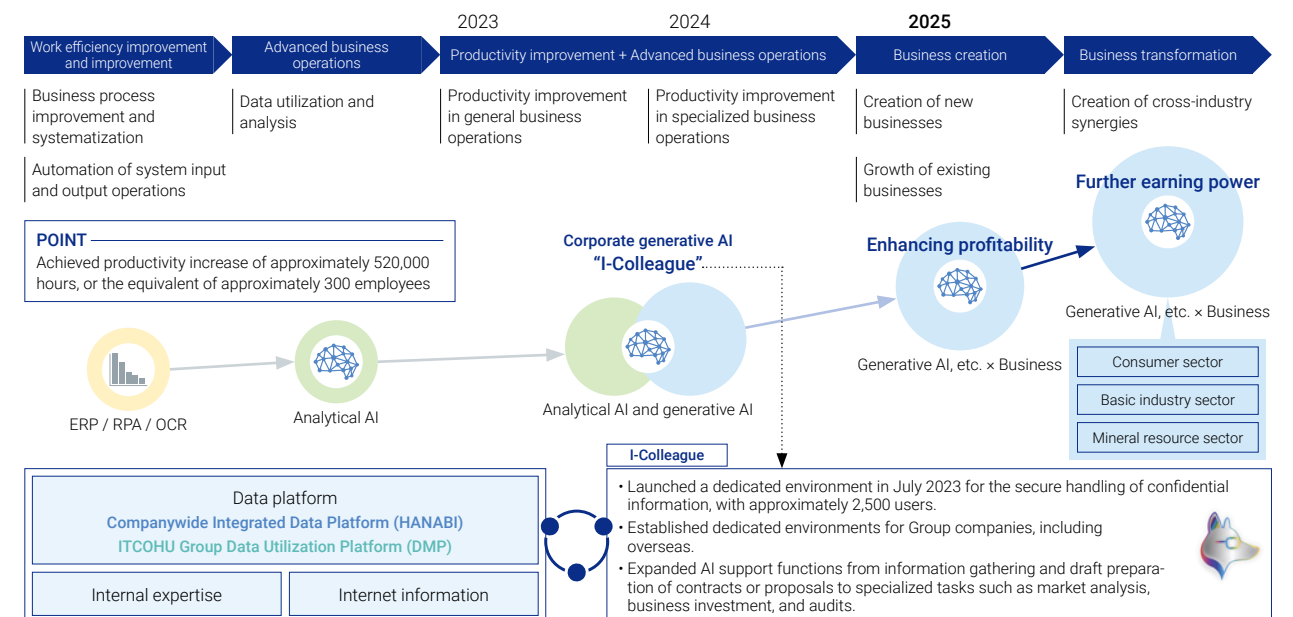 2023
2024
2025
Work efficiency improvement
and improvement
Advanced business
operations
Productivity improvement + Advanced business operations
Business creation
Business transformation
Business process
improvement and
systematization
Automation of system input
and output operations
Data utilization and
analysis
Productivity improvement
in general business
operations
Productivity improvement
in specialized business
operations
Creation of new
businesses
Growth of existing
businesses
Creation of cross-industry
synergies
POINT
Achieved productivity increase of approximately 520,000
hours, or the equivalent of approximately 300 employees
Corporate generative AI
“I-Colleague”
Enhancing profitability
Further earning power
ERP / RPA / OCR
Analytical AI
Analytical AI and generative AI
Generative AI, etc. × Business
Generative AI, etc. × Business
Consumer sector
Basic industry sector
Mineral resource sector
Data platform
Companywide Integrated Data Platform (HANABI)
ITCOHU Group Data Utilization Platform (DMP)
Internal expertise
Internet information
I-Colleague
• Launched a dedicated environment in July 2023 for the secure handling of confidential
information, with approximately 2,500 users.
• Established dedicated environments for Group companies, including
overseas.
• Expanded AI support functions from information gathering and draft prepara-
tion of contracts or proposals to specialized tasks such as market analysis,
business investment, and audits.